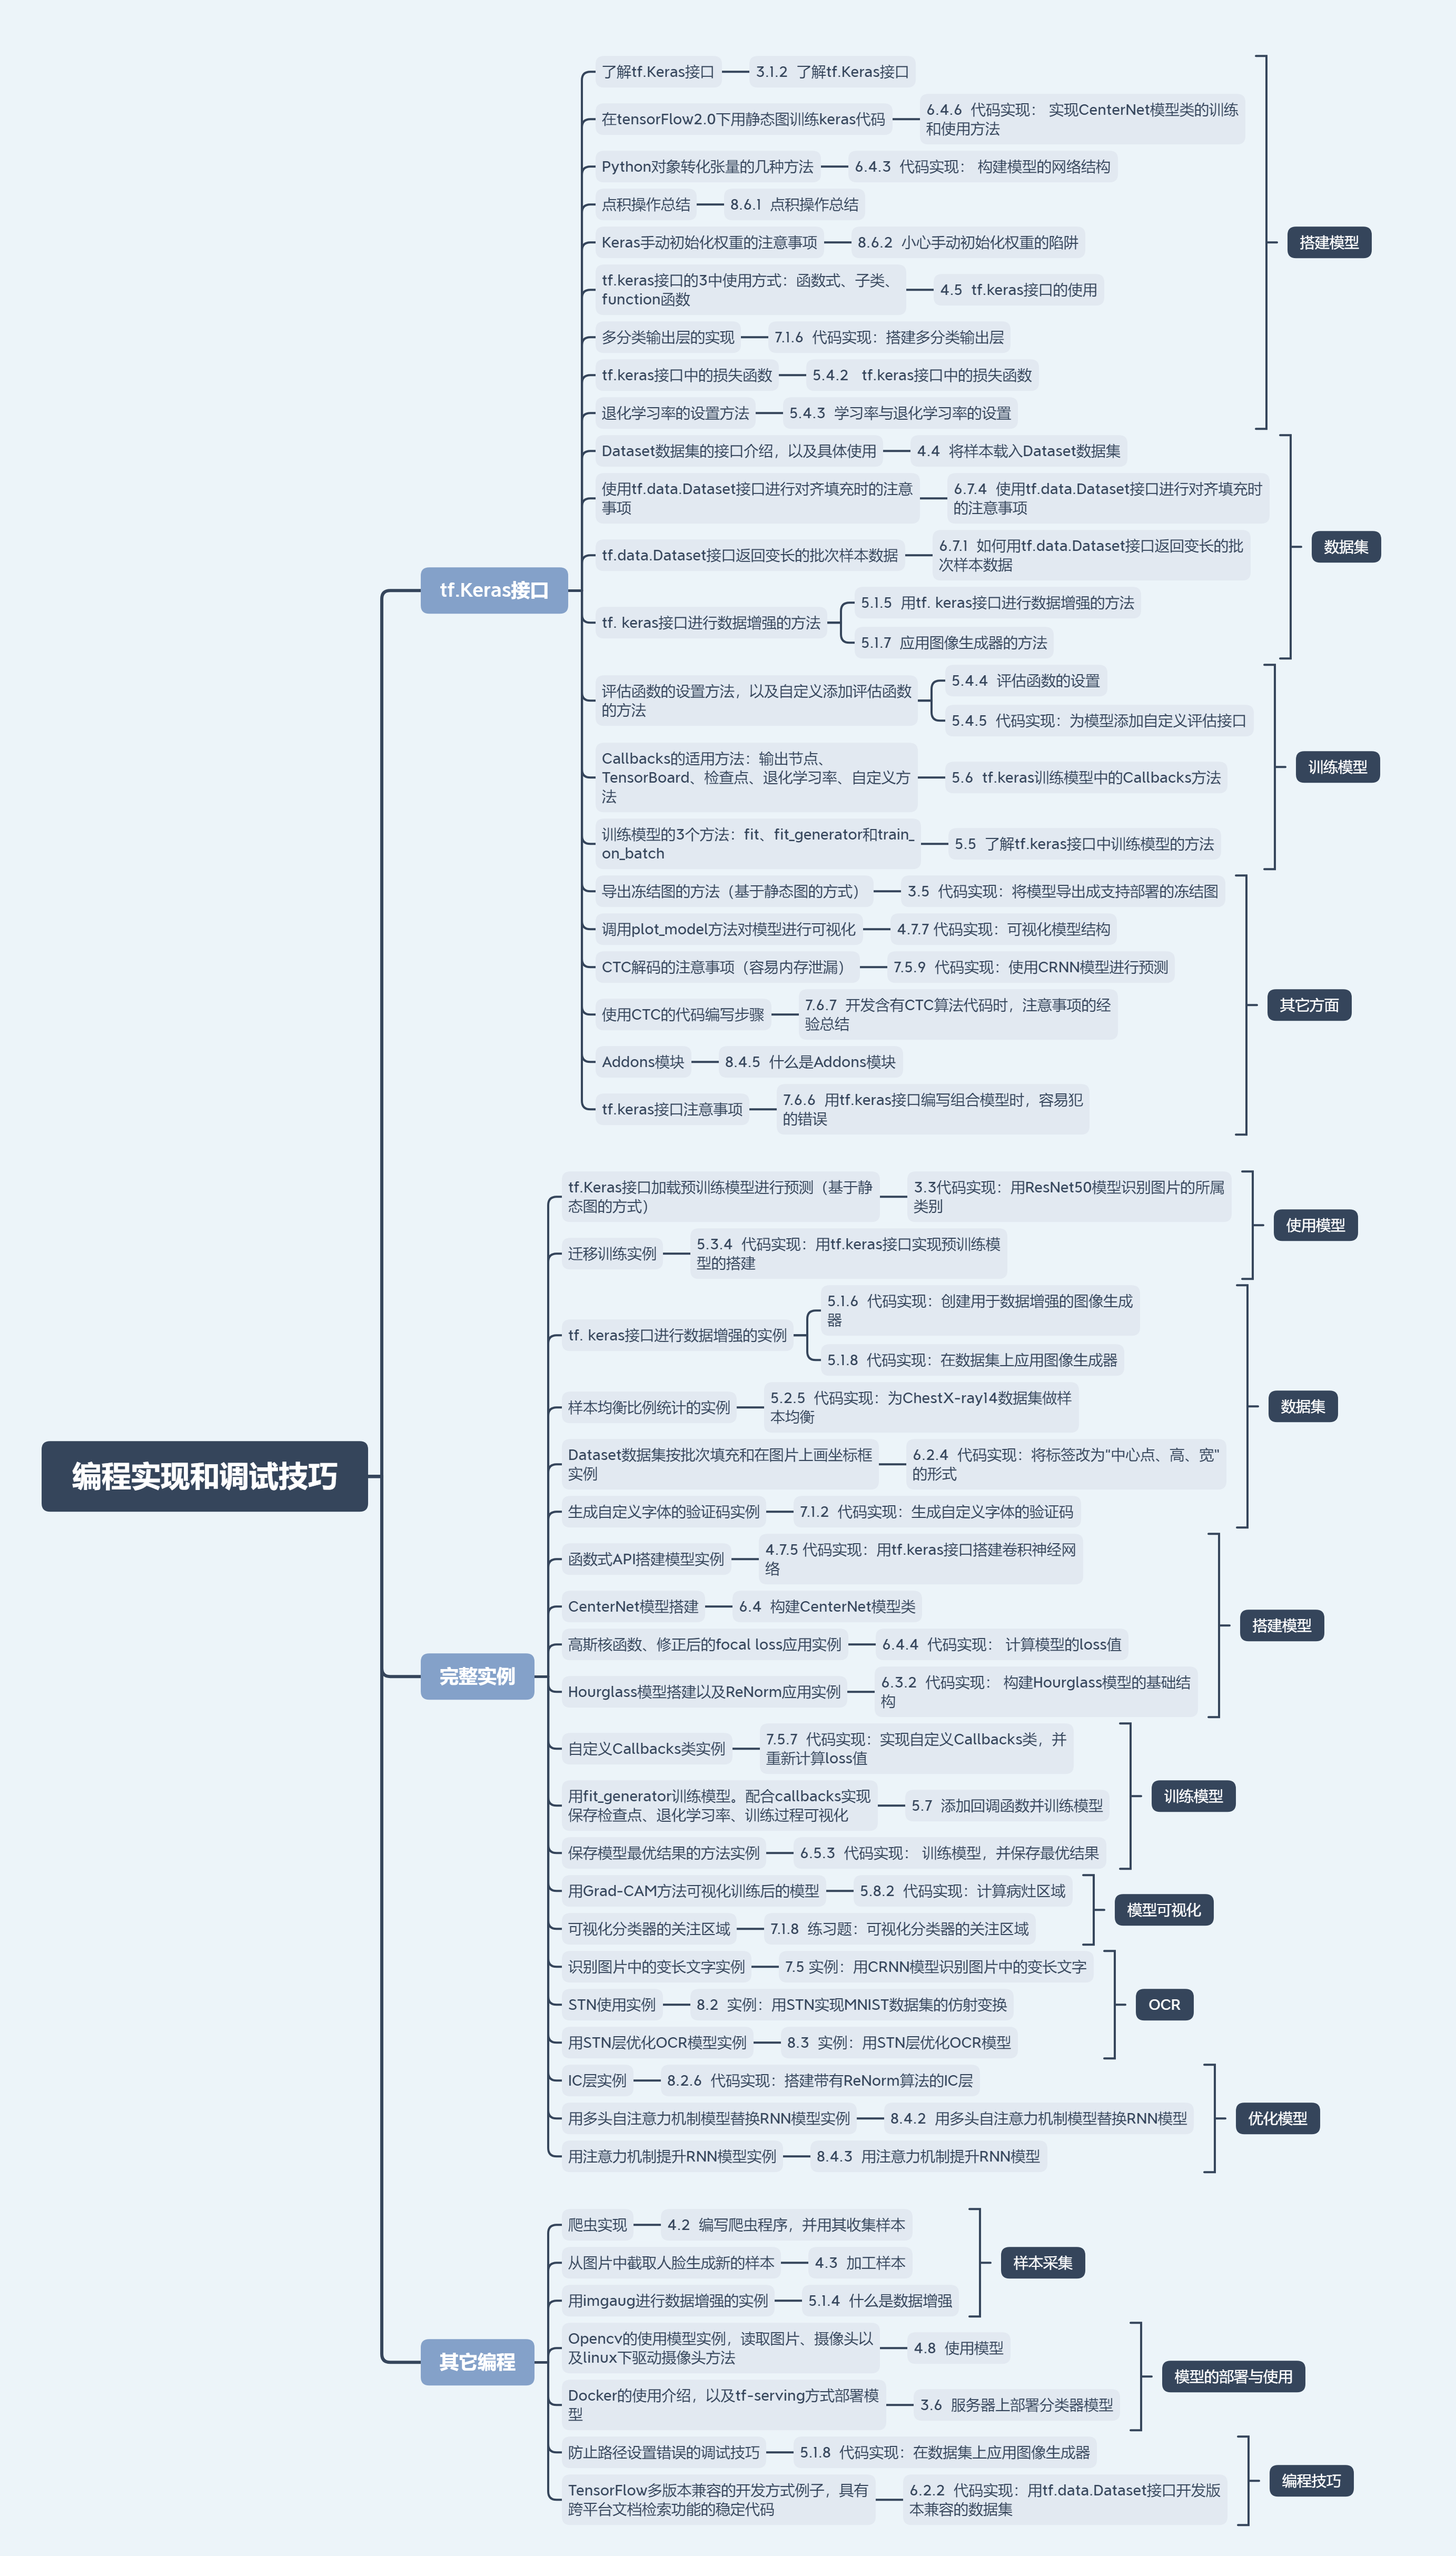 编程实现和调试技巧
tf.Keras接口
了解tf.Keras接口
3.1.2 了解tf.Keras接口
在tensorFlow2.0下用静态图训练keras代码
6.4.6 代码实现： 实现CenterNet模型类的训练
和使用方法
Python对象转化张量的几种方法
6.4.3 代码实现： 构建模型的网络结构
点积操作总结
8.6.1 点积操作总结
Keras手动初始化权重的注意事项
8.6.2 小心手动初始化权重的陷阱
tf.keras接口的3中使用方式：函数式、子类、
function函数
4.5 tf.keras接口的使用
多分类输出层的实现
7.1.6 代码实现：搭建多分类输出层
tf.keras接口中的损失函数
5.4.2 tf.keras接口中的损失函数
退化学习率的设置方法
5.4.3 学习率与退化学习率的设置
搭建模型
Dataset数据集的接口介绍，以及具体使用
4.4 将样本载入Dataset数据集
使用tf.data.Dataset接口进行对齐填充时的注意
事项
6.7.4 使用tf.data.Dataset接口进行对齐填充时
的注意事项
tf.data.Dataset接口返回变长的批次样本数据
6.7.1 如何用tf.data.Dataset接口返回变长的批
次样本数据
tf. keras接口进行数据增强的方法
5.1.5 用tf. keras接口进行数据增强的方法
5.1.7 应用图像生成器的方法
数据集
评估函数的设置方法，以及自定义添加评估函数
的方法
5.4.4 评估函数的设置
5.4.5 代码实现：为模型添加自定义评估接口
Callbacks的适用方法：输出节点、
TensorBoard、检查点、退化学习率、自定义方
法
5.6 tf.keras训练模型中的Callbacks方法
训练模型的3个方法：fit、fit_generator和train_
on_batch
5.5 了解tf.keras接口中训练模型的方法
训练模型
导出冻结图的方法（基于静态图的方式）
3.5 代码实现：将模型导出成支持部署的冻结图
调用plot_model方法对模型进行可视化
4.7.7 代码实现：可视化模型结构
CTC解码的注意事项（容易内存泄漏）
7.5.9 代码实现：使用CRNN模型进行预测
使用CTC的代码编写步骤
7.6.7 开发含有CTC算法代码时，注意事项的经
验总结
Addons模块
8.4.5 什么是Addons模块
tf.keras接口注意事项
7.6.6 用tf.keras接口编写组合模型时，容易犯
的错误
其它方面
完整实例
tf.Keras接口加载预训练模型进行预测（基于静
态图的方式）
3.3代码实现：用ResNet50模型识别图片的所属
类别
迁移训练实例
5.3.4 代码实现：用tf.keras接口实现预训练模
型的搭建
使用模型
tf. keras接口进行数据增强的实例
5.1.6 代码实现：创建用于数据增强的图像生成
器
5.1.8 代码实现：在数据集上应用图像生成器
样本均衡比例统计的实例
5.2.5 代码实现：为ChestX-ray14数据集做样
本均衡
Dataset数据集按批次填充和在图片上画坐标框
实例
6.2.4 代码实现：将标签改为"中心点、高、宽"
的形式
生成自定义字体的验证码实例
7.1.2 代码实现：生成自定义字体的验证码
数据集
函数式API搭建模型实例
4.7.5 代码实现：用tf.keras接口搭建卷积神经网
络
CenterNet模型搭建
6.4 构建CenterNet模型类
高斯核函数、修正后的focal loss应用实例
6.4.4 代码实现： 计算模型的loss值
Hourglass模型搭建以及ReNorm应用实例
6.3.2 代码实现： 构建Hourglass模型的基础结
构
搭建模型
自定义Callbacks类实例
7.5.7 代码实现：实现自定义Callbacks类，并
重新计算loss值
用fit_generator训练模型。配合callbacks实现
保存检查点、退化学习率、训练过程可视化
5.7 添加回调函数并训练模型
保存模型最优结果的方法实例
6.5.3 代码实现： 训练模型，并保存最优结果
训练模型
用Grad-CAM方法可视化训练后的模型
5.8.2 代码实现：计算病灶区域
可视化分类器的关注区域
7.1.8 练习题：可视化分类器的关注区域
模型可视化
识别图片中的变长文字实例
7.5 实例：用CRNN模型识别图片中的变长文字
STN使用实例
8.2 实例：用STN实现MNIST数据集的仿射变换
用STN层优化OCR模型实例
8.3 实例：用STN层优化OCR模型
OCR
IC层实例
8.2.6 代码实现：搭建带有ReNorm算法的IC层
用多头自注意力机制模型替换RNN模型实例
8.4.2 用多头自注意力机制模型替换RNN模型
用注意力机制提升RNN模型实例
8.4.3 用注意力机制提升RNN模型
优化模型
其它编程
爬虫实现
4.2 编写爬虫程序，并用其收集样本
从图片中截取人脸生成新的样本
4.3 加工样本
用imgaug进行数据增强的实例
5.1.4 什么是数据增强
样本采集
Opencv的使用模型实例，读取图片、摄像头以
及linux下驱动摄像头方法
4.8 使用模型
Docker的使用介绍，以及tf-serving方式部署模
型
3.6 服务器上部署分类器模型
模型的部署与使用
防止路径设置错误的调试技巧
5.1.8 代码实现：在数据集上应用图像生成器
TensorFlow多版本兼容的开发方式例子，具有
跨平台文档检索功能的稳定代码
6.2.2 代码实现：用tf.data.Dataset接口开发版
本兼容的数据集
编程技巧